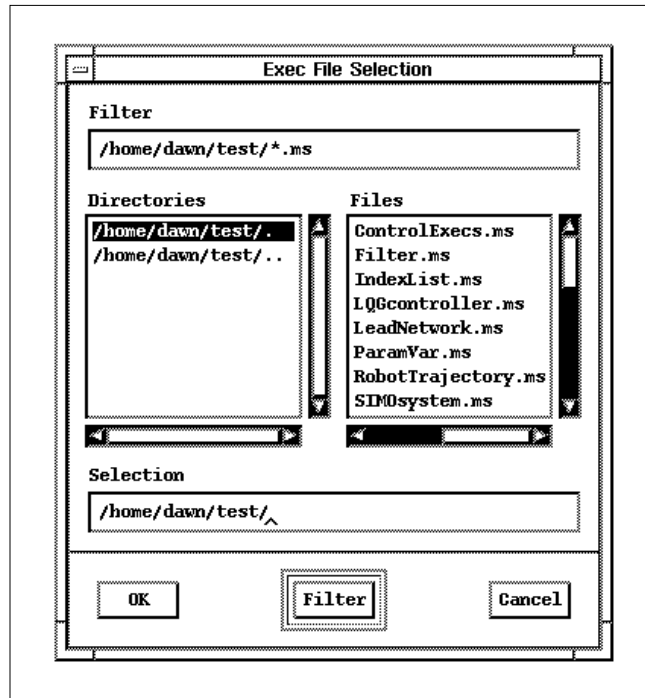 Exec File Selection
Filter
/home/dawn/test/*.ms
Directories
/home/dawn/test/.
/home/dawn/test/..
Files
ControlExecs.ms
Filter.ms
IndexList.ms
LQGcontroller.ms
LeadNetwork.ms
ParamVar.ms
RobotTrajectory.ms
SIMOsystem.ms
Selection
/home/dawn/test/
OK
Filter
Cancel